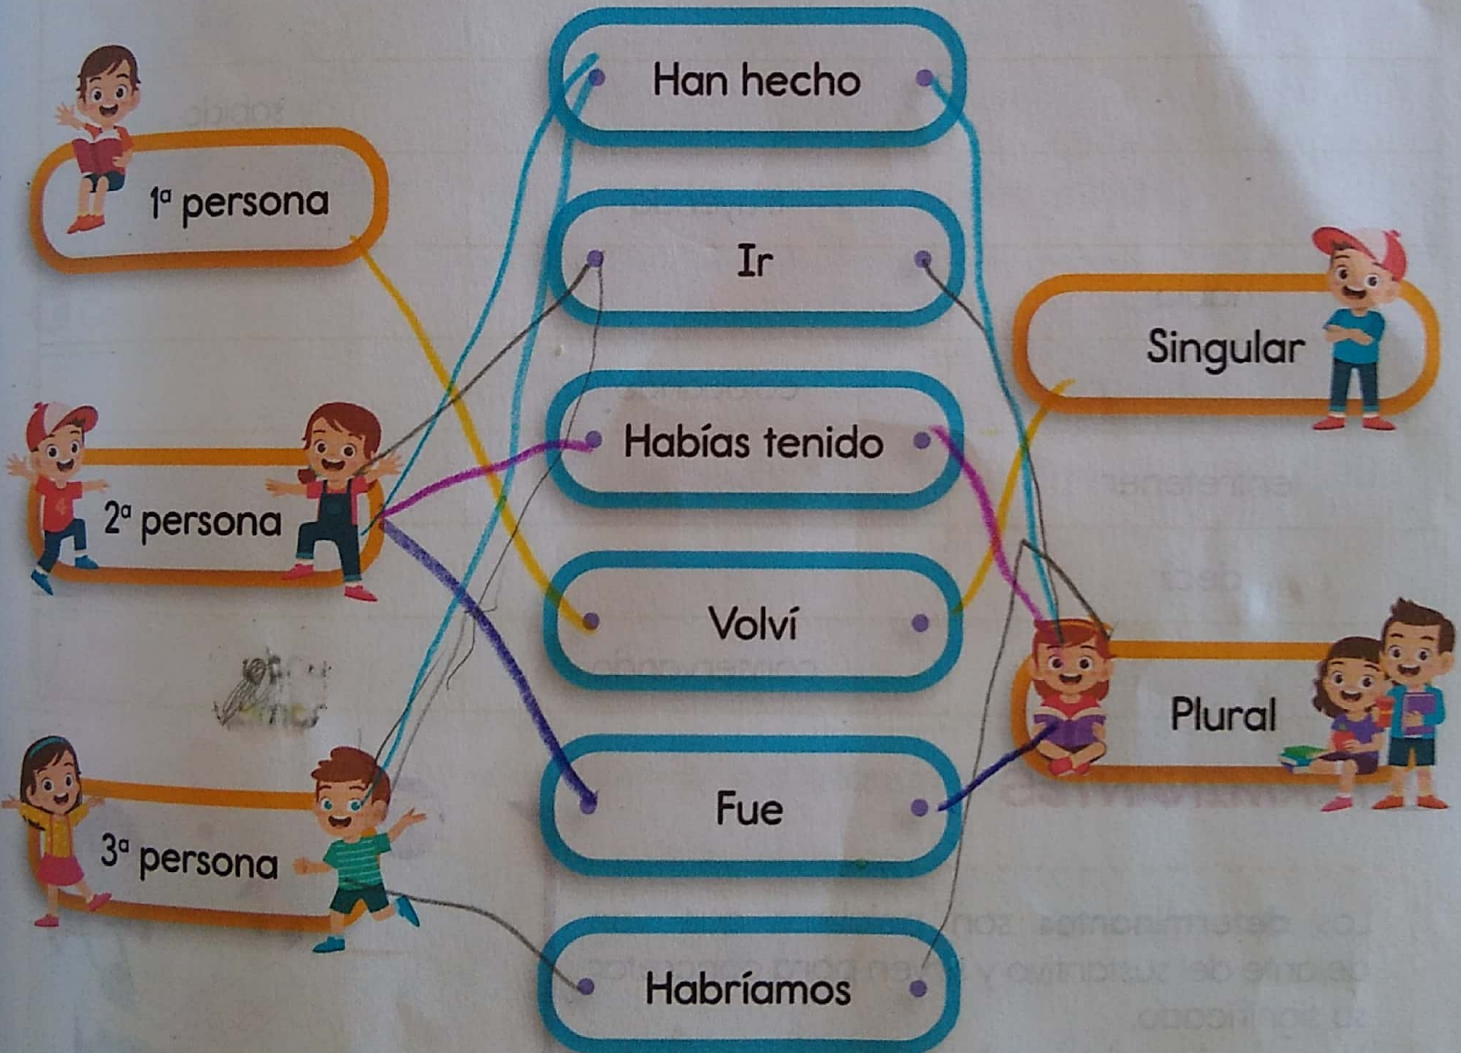 Han hecho
1ª persona
Ir
Singular
Habías tenido
2ª persona
Volví
Plural
Fue
3ª persona
Habríamos